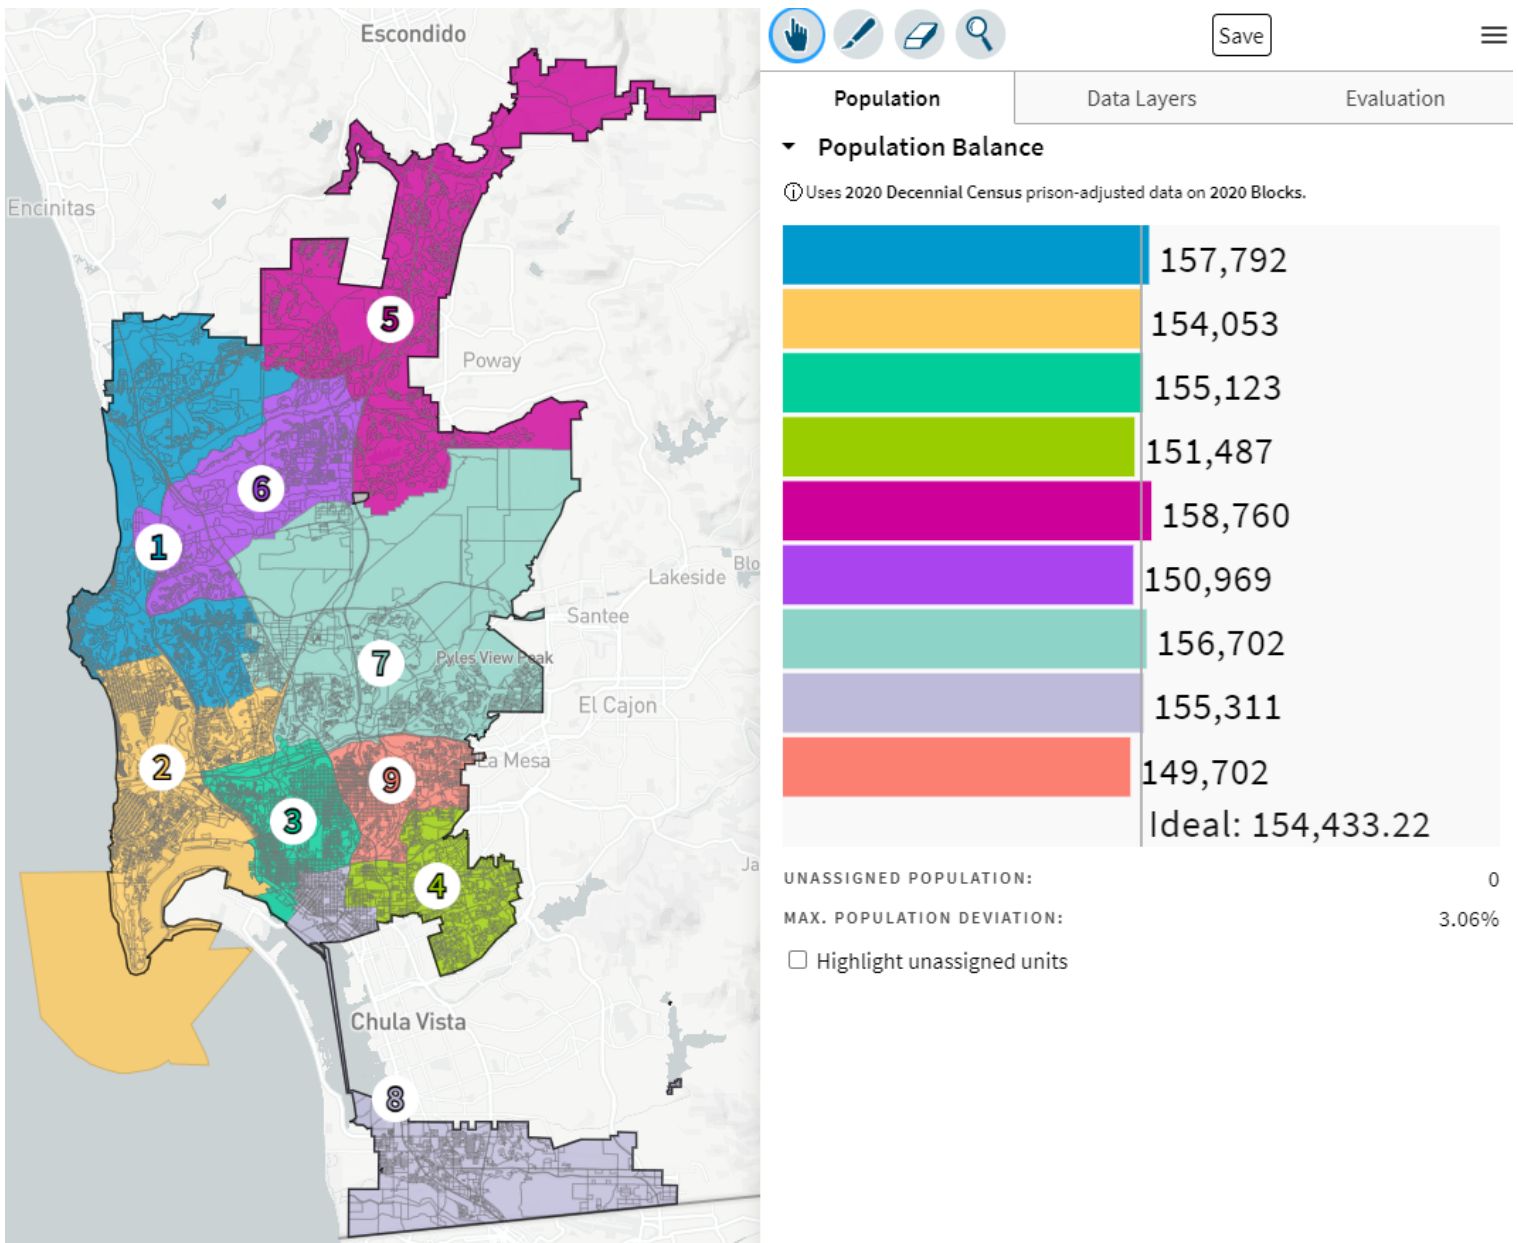 Escondido
Encinitas
5
Poway
6
1
Lakeside
Blo
Santee
Pyles View Peak
7
El Cajon
2
9
La Mesa
3
4
Ja
Chula Vista
8
Save
Population
Data Layers
Evaluation
Population Balance
Uses 2020 Decennial Census prison-adjusted data on 2020 Blocks.
157,792
154,053
155,123
151,487
158,760
150,969
156,702
155,311
149,702
Ideal: 154,433.22
UNASSIGNED POPULATION: 0
MAX. POPULATION DEVIATION: 3.06%
Highlight unassigned units